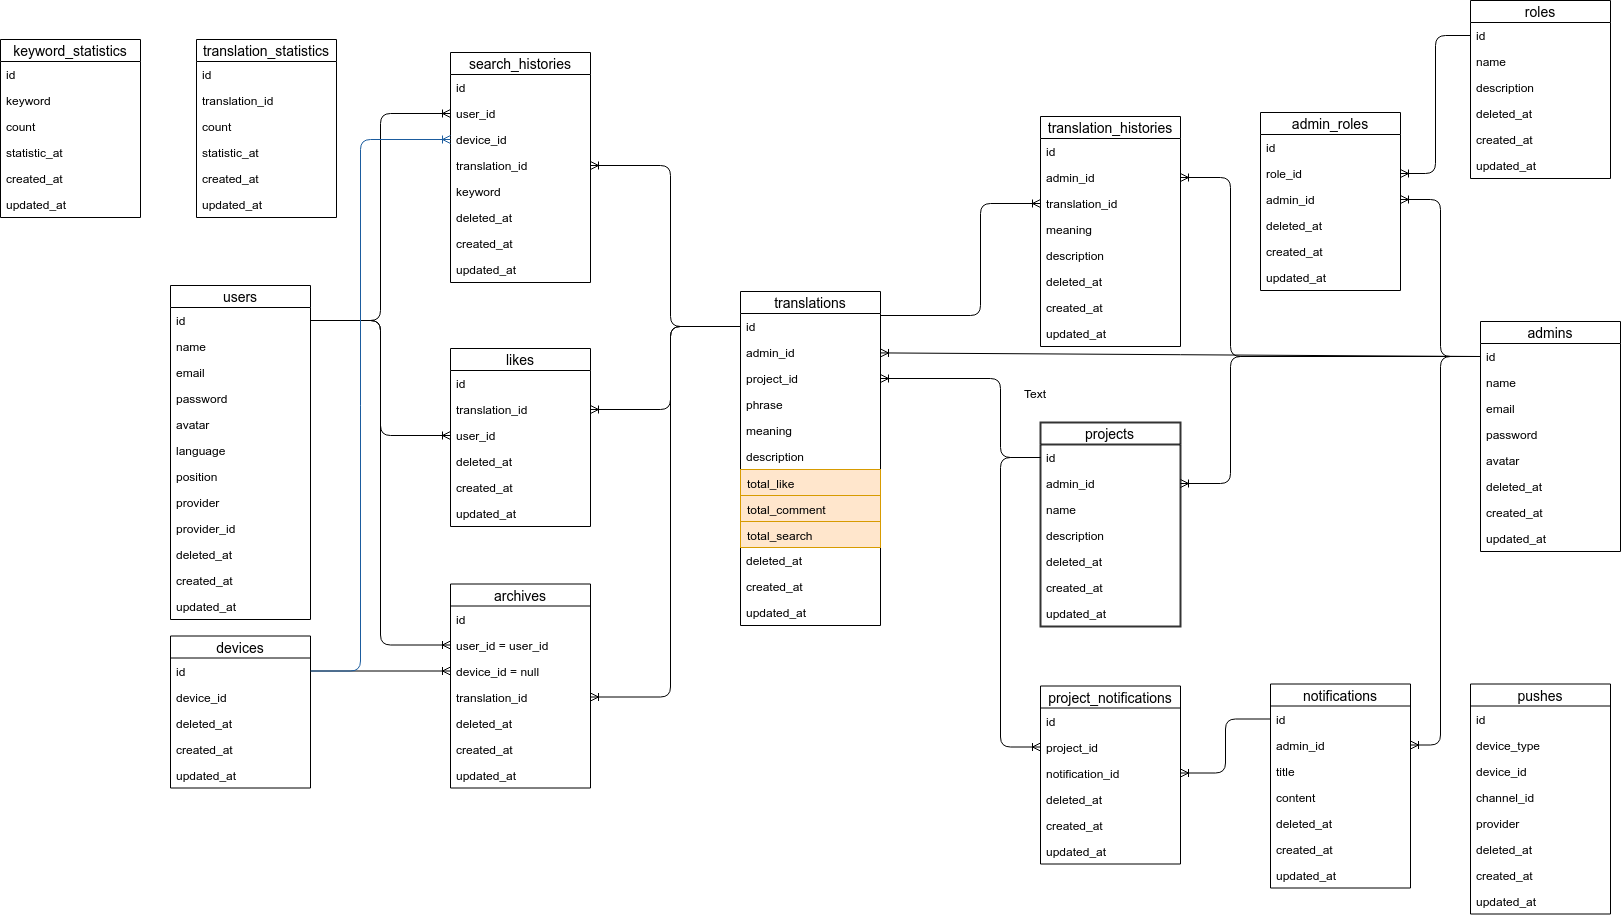 keyword_statistics
id
keyword
count
statistic_at
created_at
updated_at
translation_statistics
id
translation_id
count
statistic_at
created_at
updated_at
search_histories
id
user_id
device_id
translation_id
keyword
deleted_at
created_at
updated_at
users
id
name
email
password
avatar
language
position
provider
provider_id
deleted_at
created_at
updated_at
devices
id
device_id
deleted_at
created_at
updated_at
likes
id
translation_id
user_id
deleted_at
created_at
updated_at
archives
id
user_id = user_id
device_id = null
translation_id
deleted_at
created_at
updated_at
translations
id
admin_id
project_id
phrase
meaning
description
total_like
total_comment
total_search
deleted_at
created_at
updated_at
translation_histories
id
admin_id
translation_id
meaning
description
deleted_at
created_at
updated_at
Text
projects
id
admin_id
name
description
deleted_at
created_at
updated_at
project_notifications
id
project_id
notification_id
deleted_at
created_at
updated_at
admin_roles
id
role_id
admin_id
deleted_at
created_at
updated_at
roles
id
name
description
deleted_at
created_at
updated_at
admins
id
name
email
password
avatar
deleted_at
created_at
updated_at
notifications
id
admin_id
title
content
deleted_at
created_at
updated_at
pushes
id
device_type
device_id
channel_id
provider
deleted_at
created_at
updated_at